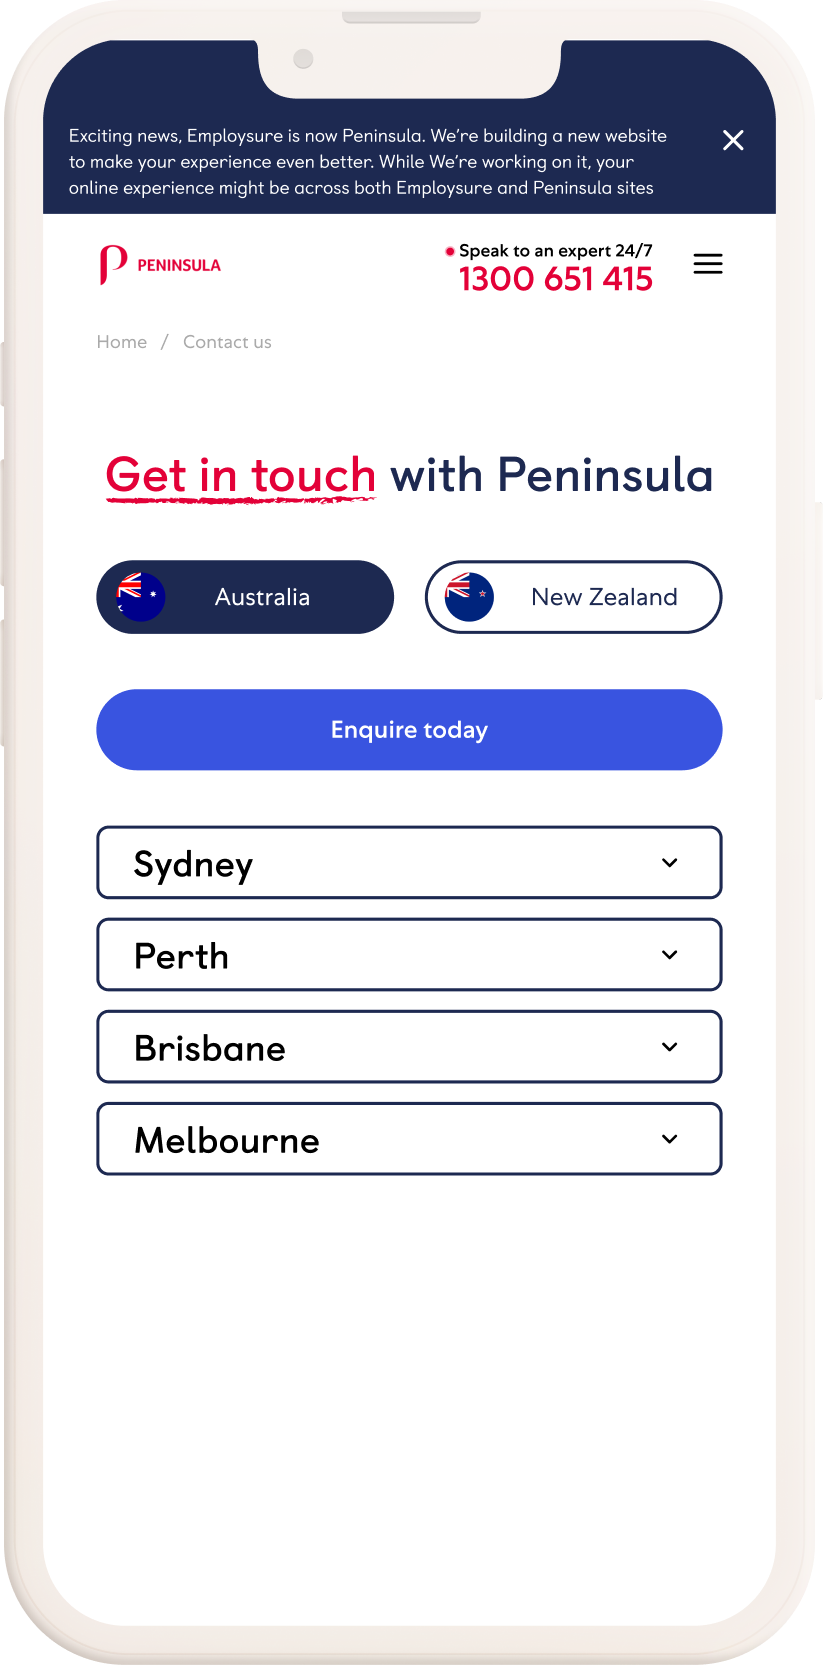 Exciting news, Employsure is now Peninsula. We’re building a new website
to make your experience even better. While We’re working on it, your
online experience might be across both Employsure and Peninsula sites
PENINSULA
Speak to an expert 24/7
1300 651 415
Home / Contact us
Get in touch with Peninsula
Australia
New Zealand
Enquire today
Sydney
Perth
Brisbane
Melbourne